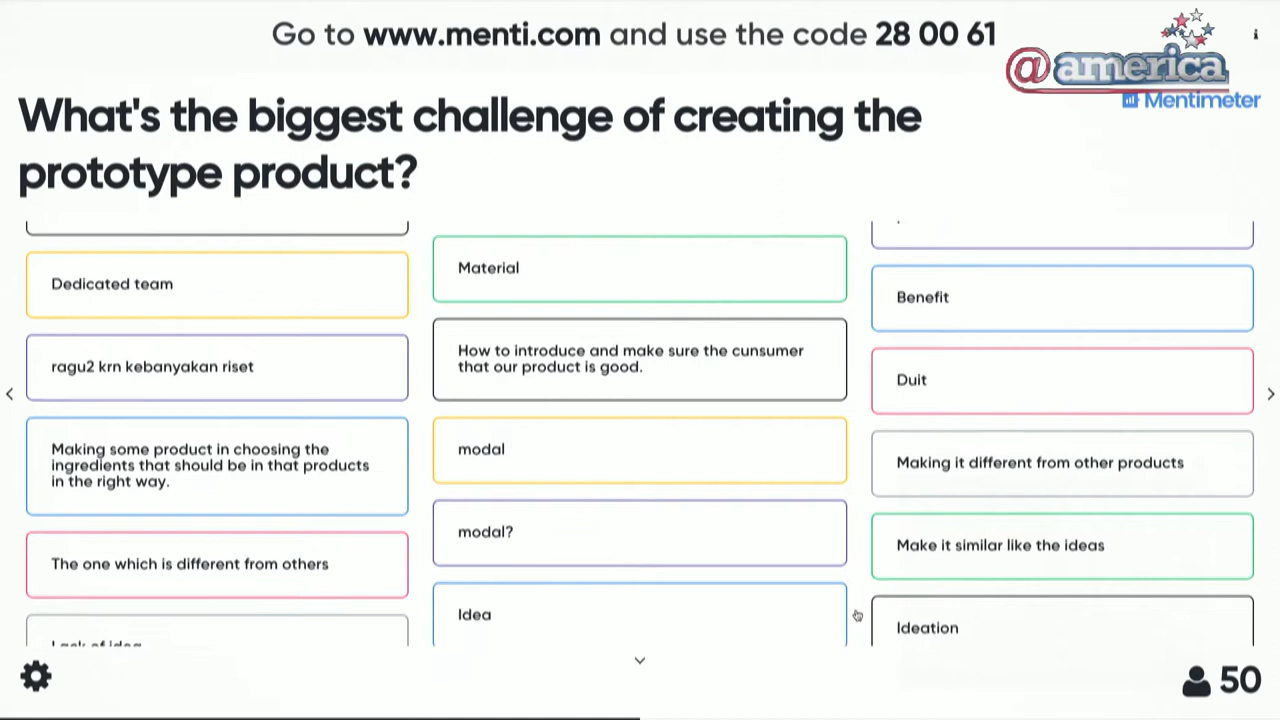 Go to www.menti.com and use the code 28 00 61
@america
Mentimeter
What's the biggest challenge of creating the
prototype product?
Dedicated team
ragu2 krn kebanyakan riset
Making some product in choosing the
ingredients that should be in that products
in the right way.
The one which is different from others
Lack of idea
Material
How to introduce and make sure the cunsumer
that our product is good.
modal
modal?
Idea
Benefit
Duit
Making it different from other products
Make it similar like the ideas
Ideation
50